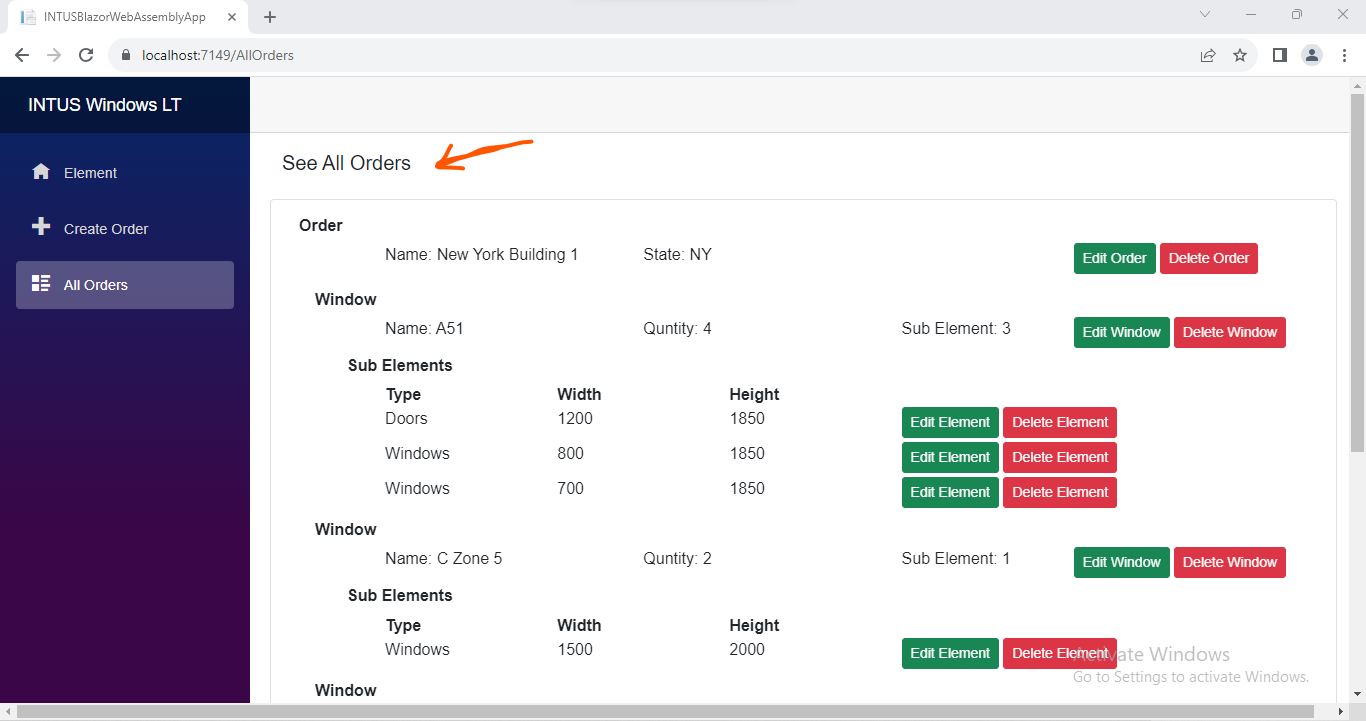 INTUSBlazorWebAssemblyApp
localhost:7149/AllOrders
INTUS Windows LT
Element
Create Order
All Orders
See All Orders
Order
Name: New York Building 1 State: NY Edit Order Delete Order
Window
Name: A51 Quntity: 4 Sub Element: 3 Edit Window Delete Window
Sub Elements
Type Width Height
Doors 1200 1850 Edit Element Delete Element
Windows 800 1850 Edit Element Delete Element
Windows 700 1850 Edit Element Delete Element
Window
Name: C Zone 5 Quntity: 2 Sub Element: 1 Edit Window Delete Window
Sub Elements
Type Width Height
Windows 1500 2000 Edit Element Delete Element
Activate Windows
Go to Settings to activate Windows.
Window